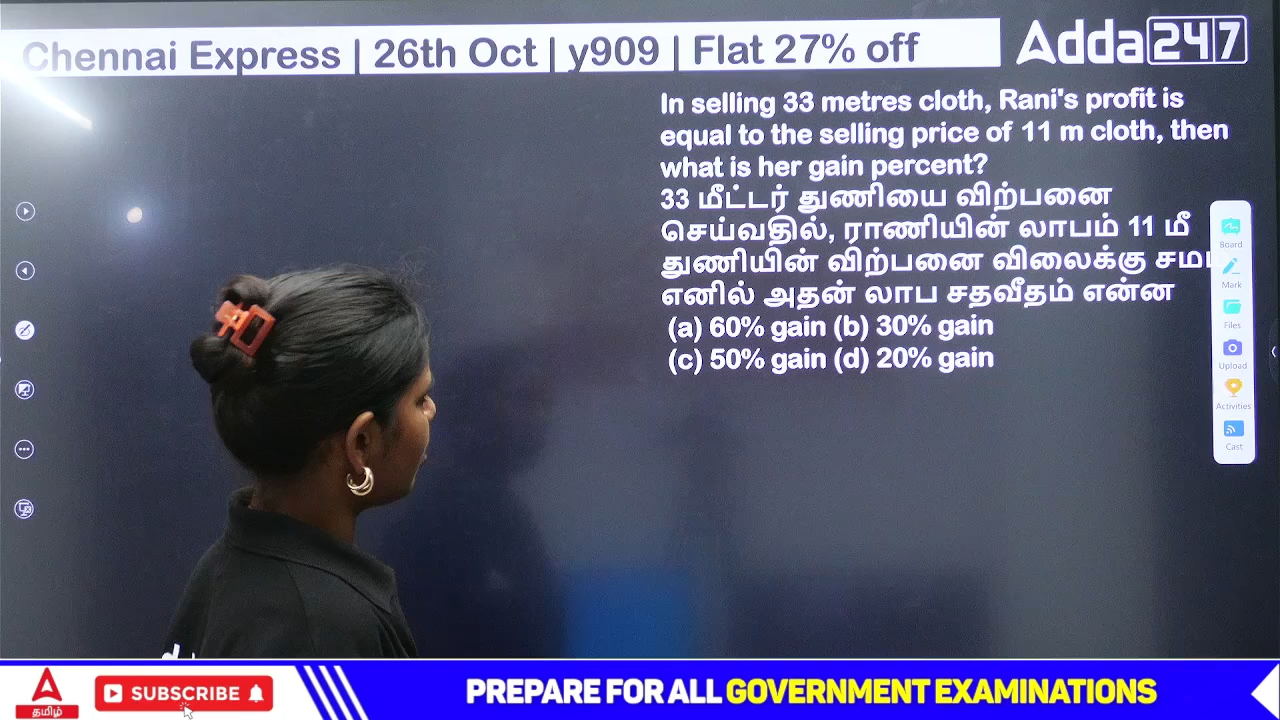 Chennai Express | 26th Oct | y909 | Flat 27% off
Adda247
In selling 33 metres cloth, Rani's profit is
equal to the selling price of 11 m cloth, then
what is her gain percent?
33 மீட்டர் துணியை விற்பனை
செய்வதில், ராணியின் லாபம் 11 மீ
துணியின் விற்பனை விலைக்கு
எனில் அதன் லாப சதவீதம் என்ன
(a) 60% gain (b) 30% gain
(c) 50% gain (d) 20% gain
Board
Mark
Files
Upload
Activities
Cast
தமிழ்
SUBSCRIBE
PREPARE FOR ALL GOVERNMENT EXAMINATIONS